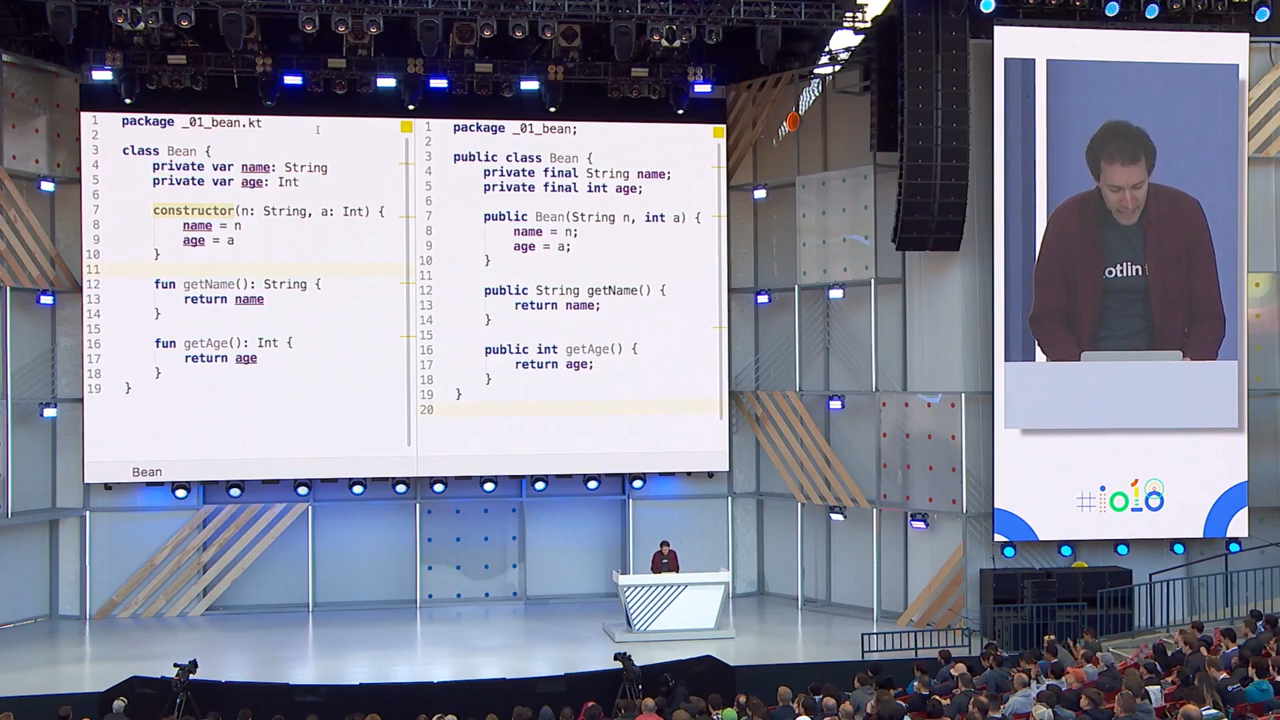 1 package _01_bean.kt
2
3 class Bean {
4 private var name: String
5 private var age: Int
6
7 constructor(n: String, a: Int) {
8 name = n
9 age = a
10 }
11
12 fun getName(): String {
13 return name
14 }
15
16 fun getAge(): Int {
17 return age
18 }
19 }
Bean
1 package _01_bean;
2
3 public class Bean {
4 private final String name;
5 private final int age;
6
7 public Bean(String n, int a) {
8 name = n;
9 age = a;
10 }
11
12 public String getName() {
13 return name;
14 }
15
16 public int getAge() {
17 return age;
18 }
19 }
20
otlin
#io18